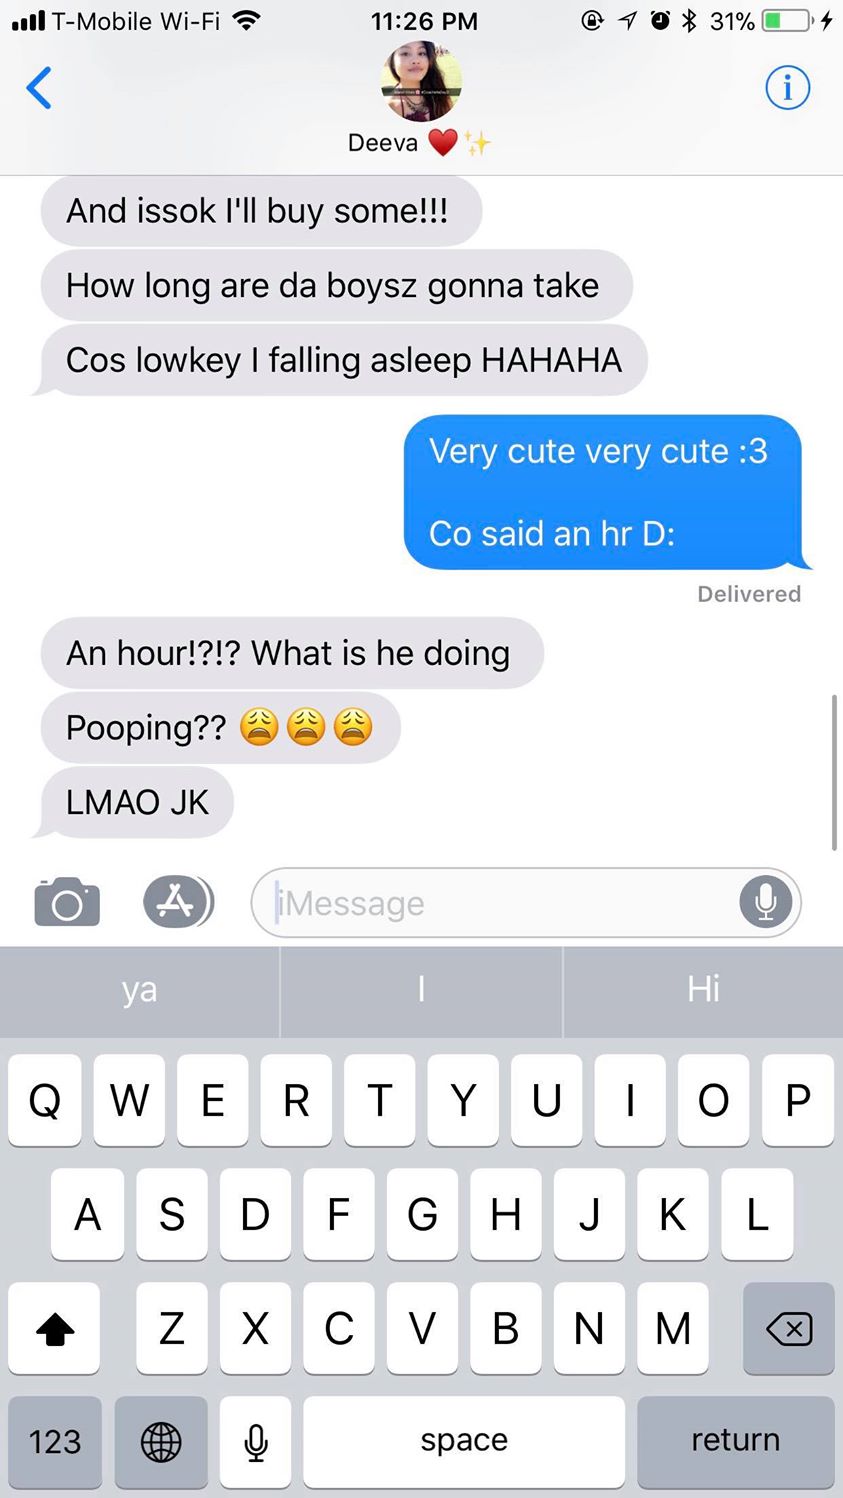 T-Mobile Wi-Fi 11:26 PM 31%
Deeva ❤️✨
And issok I'll buy some!!!
How long are da boysz gonna take
Cos lowkey I falling asleep HAHAHA
Very cute very cute :3
Co said an hr D:
Delivered
An hour!?!? What is he doing
Pooping?? 😩😩😩
LMAO JK
iMessage
ya I Hi
Q W E R T Y U I O P
A S D F G H J K L
Z X C V B N M
123 space return